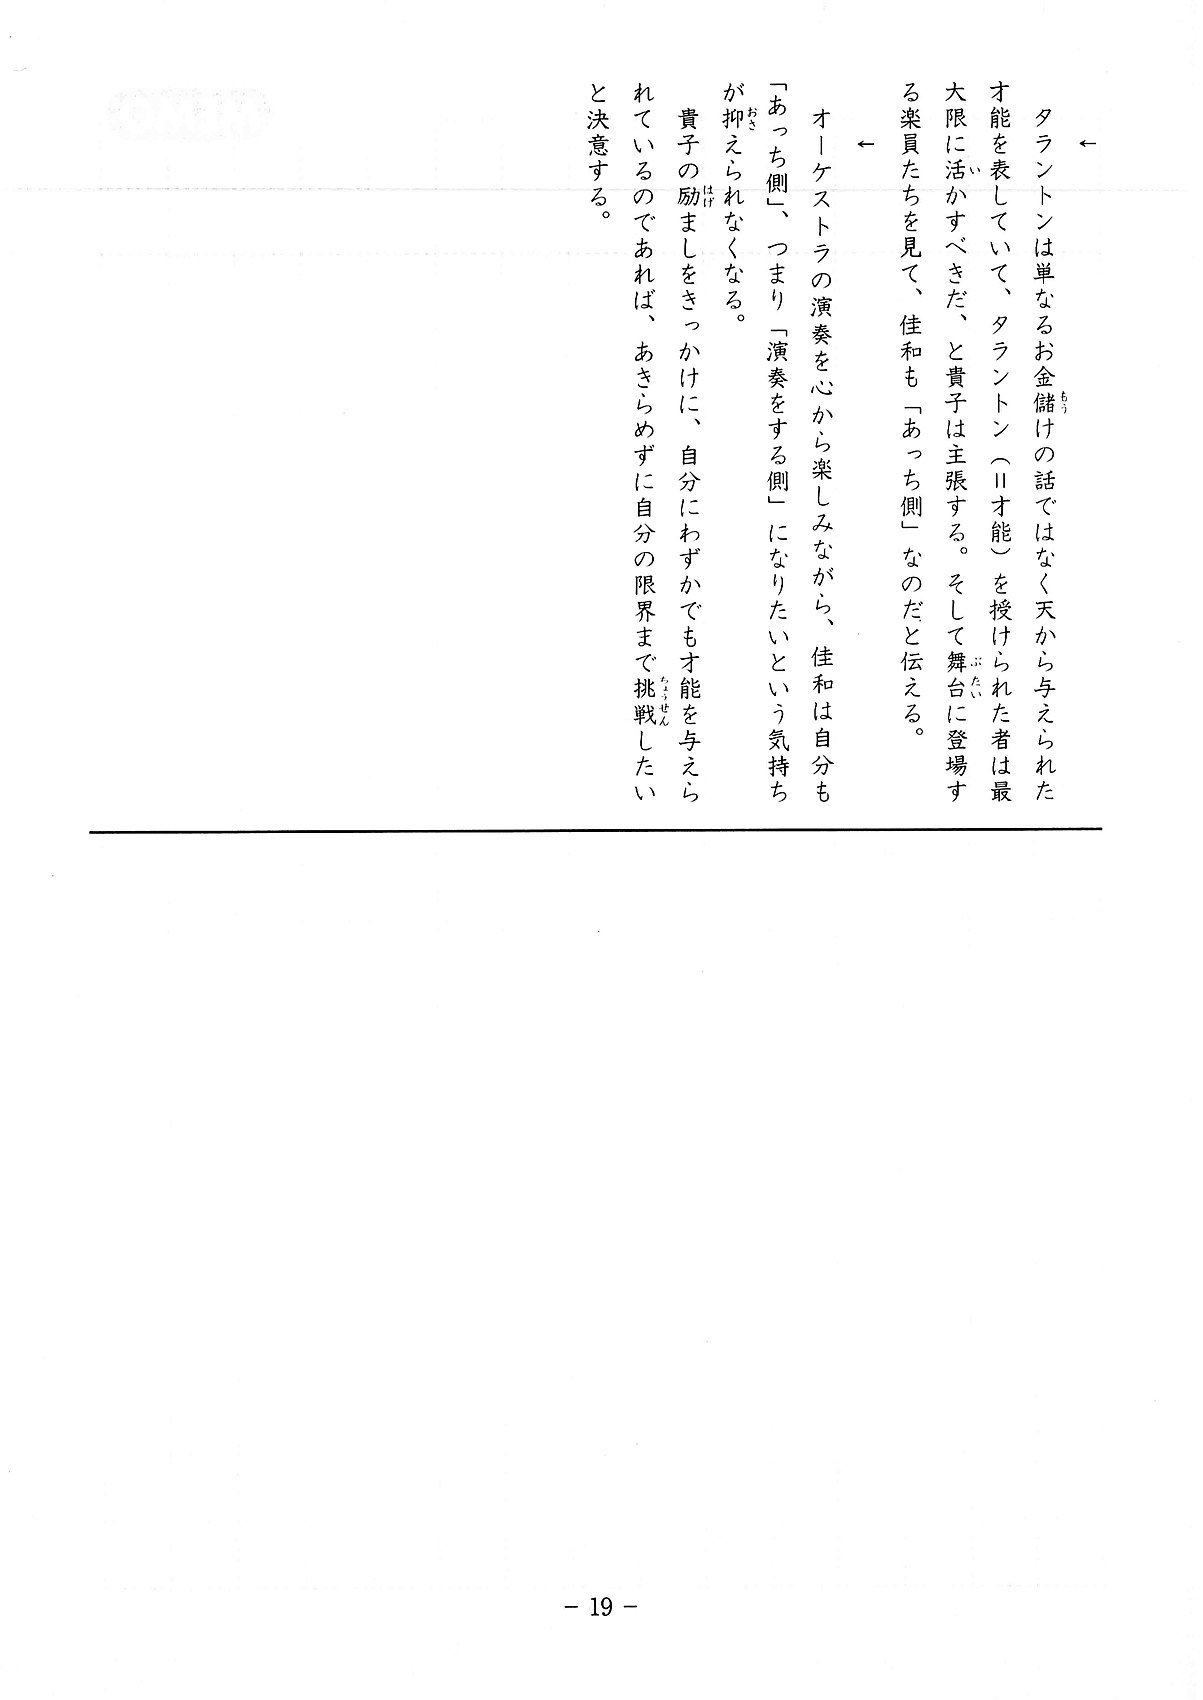 ←
　タラントンは単なるお金儲けの話ではなく天から与えられた
才能を表していて、タラントン（＝才能）を授けられた者は最
大限に活かすべきだ、と貴子は主張する。そして舞台に登場す
る楽員たちを見て、佳和も「あっち側」なのだと伝える。
←
　オーケストラの演奏を心から楽しみながら、佳和は自分も
「あっち側」、つまり「演奏をする側」になりたいという気持ち
が抑えられなくなる。
　貴子の励ましをきっかけに、自分にわずかでも才能を与えら
れているのであれば、あきらめずに自分の限界まで挑戦したい
と決意する。
− 19 −